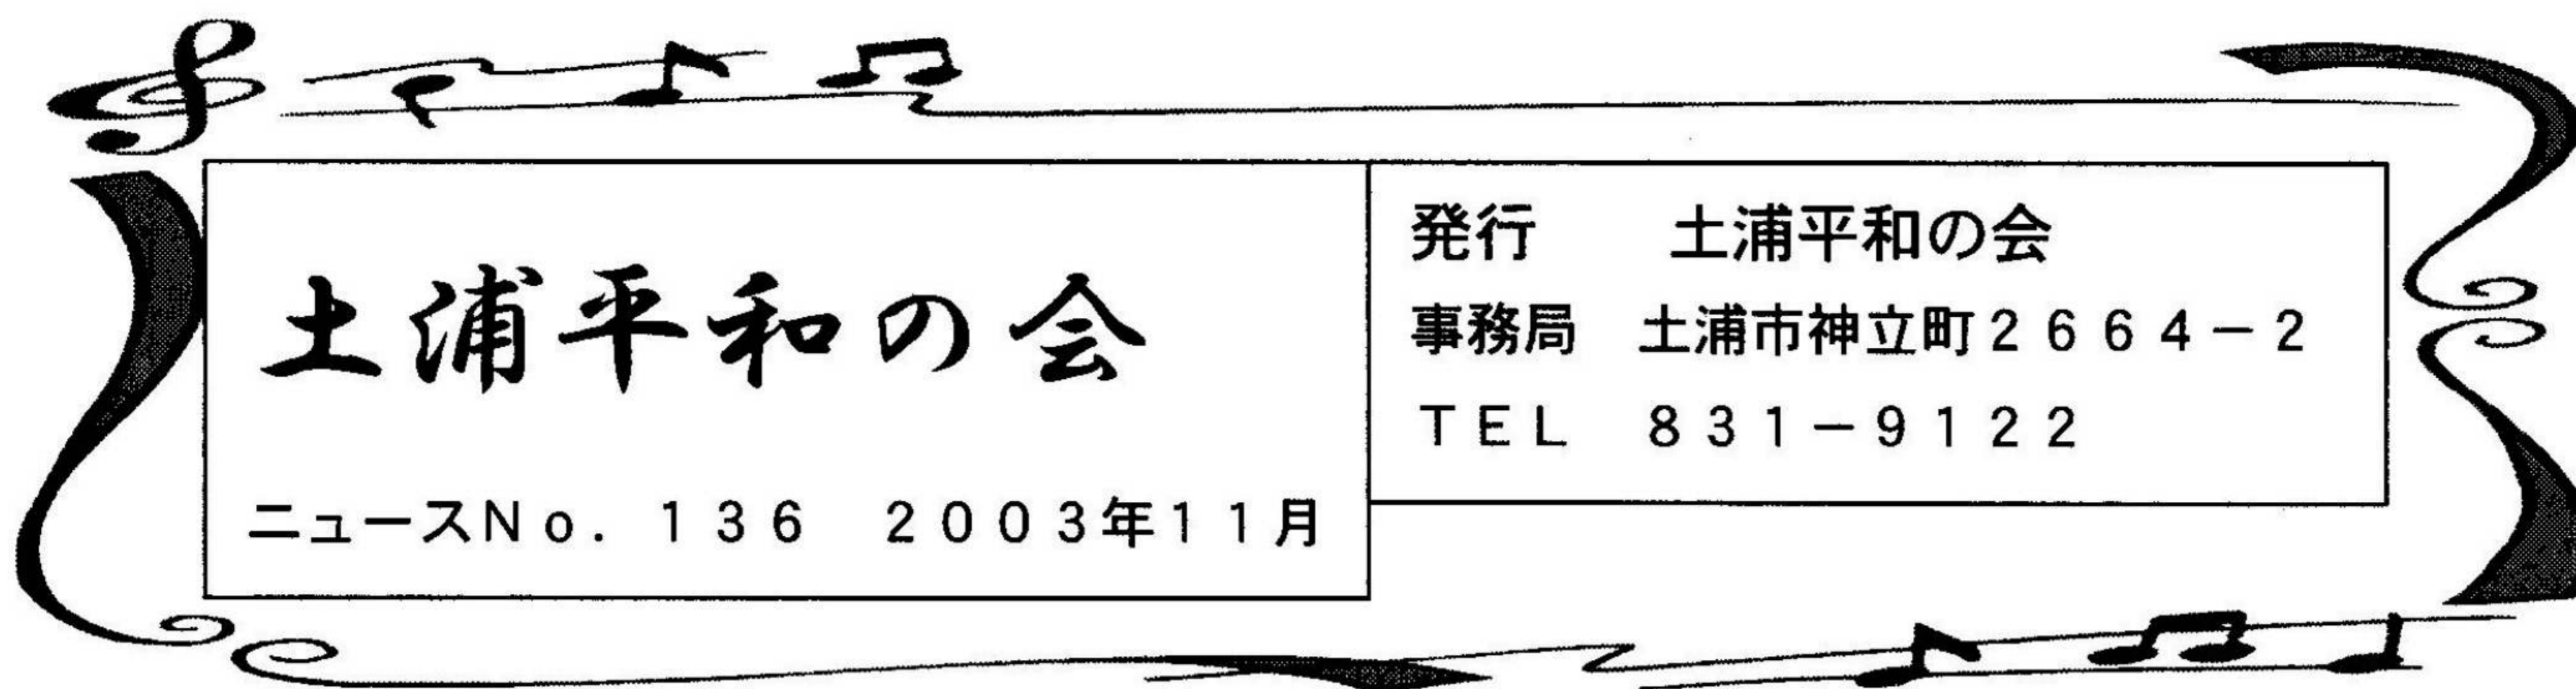 土浦平和の会
ニュースNo. 136　2003年11月
発行　　土浦平和の会
事務局　土浦市神立町2664-2
TEL　831-9122